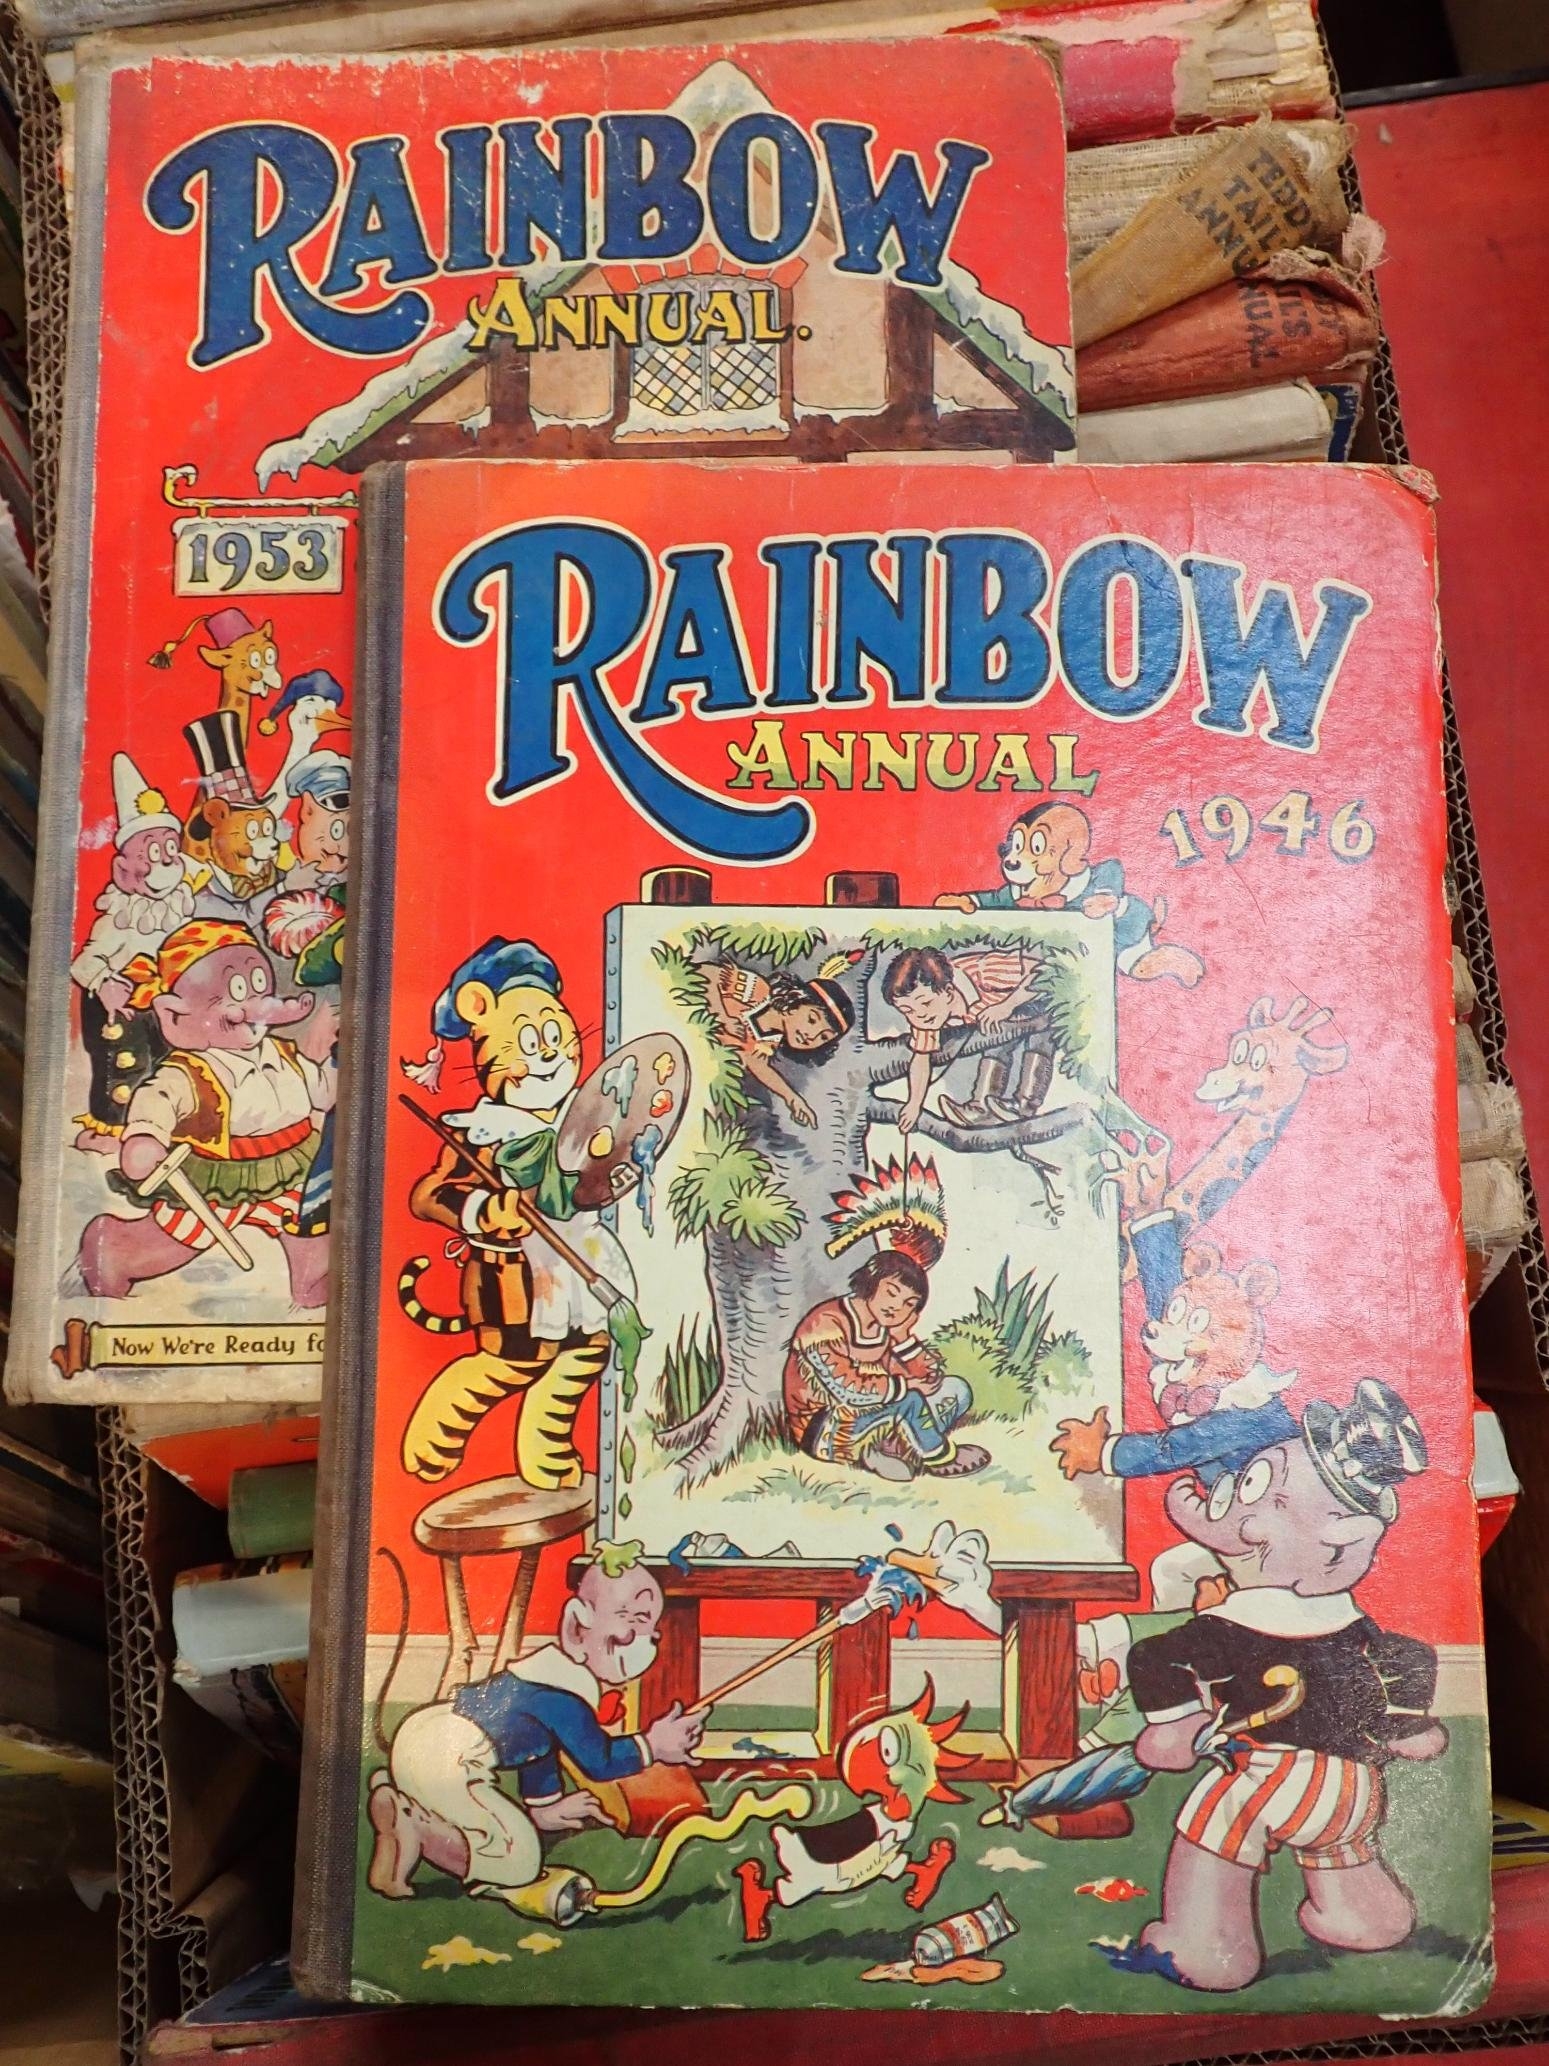 RAINBOW
ANNUAL.
1953
Now We're Ready fo
RAINBOW
ANNUAL
1946
TEDDY
TAIL
ANNUAL